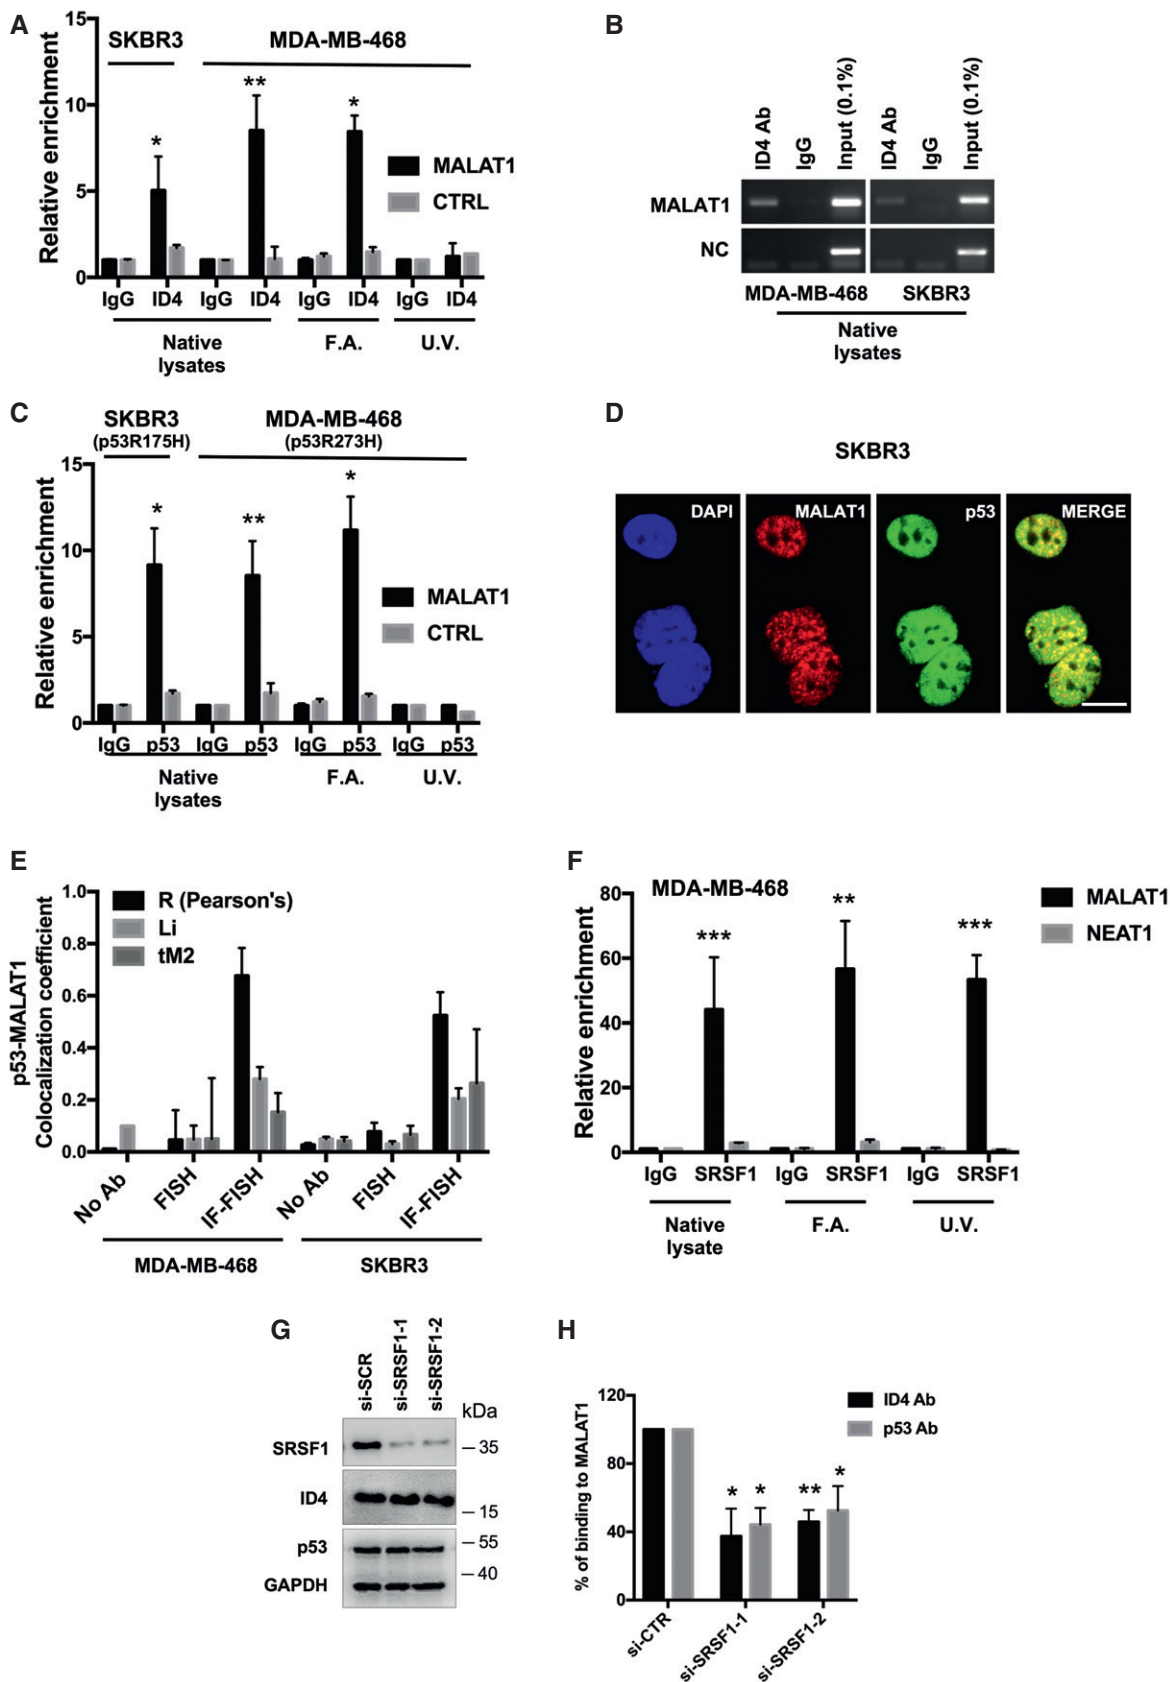 A
15
10
5
0
Relative enrichment
SKBR3
MDA-MB-468
*
**
*
MALAT1
CTRL
IgG ID4 IgG ID4 IgG ID4 IgG ID4
Native lysates
F.A.
U.V.
B
ID4 Ab
IgG
Input (0.1%)
ID4 Ab
IgG
Input (0.1%)
MALAT1
NC
MDA-MB-468 SKBR3
Native
lysates
C
SKBR3
(p53R175H)
MDA-MB-468
(p53R273H)
15
10
5
0
Relative enrichment
*
**
*
MALAT1
CTRL
IgG p53 IgG p53 IgG p53 IgG p53
Native
lysates
F.A.
U.V.
D
SKBR3
DAPI
MALAT1
p53
MERGE
E
1.0
0.8
0.6
0.4
0.2
0.0
p53-MALAT1
Colocalization coefficient
R (Pearson's)
Li
tM2
No Ab
FISH
IF-FISH
No Ab
FISH
IF-FISH
MDA-MB-468
SKBR3
F
80
60
40
20
0
Relative enrichment
MDA-MB-468
***
**
***
MALAT1
NEAT1
IgG SRSF1 IgG SRSF1 IgG SRSF1
Native
lysate
F.A.
U.V.
G
si-SCR
si-SRSF1-1
si-SRSF1-2
kDa
SRSF1
35
ID4
15
p53
55
40
GAPDH
H
120
80
40
0
% of binding to MALAT1
ID4 Ab
p53 Ab
* * ** *
si-CTR
si-SRSF1-1
si-SRSF1-2